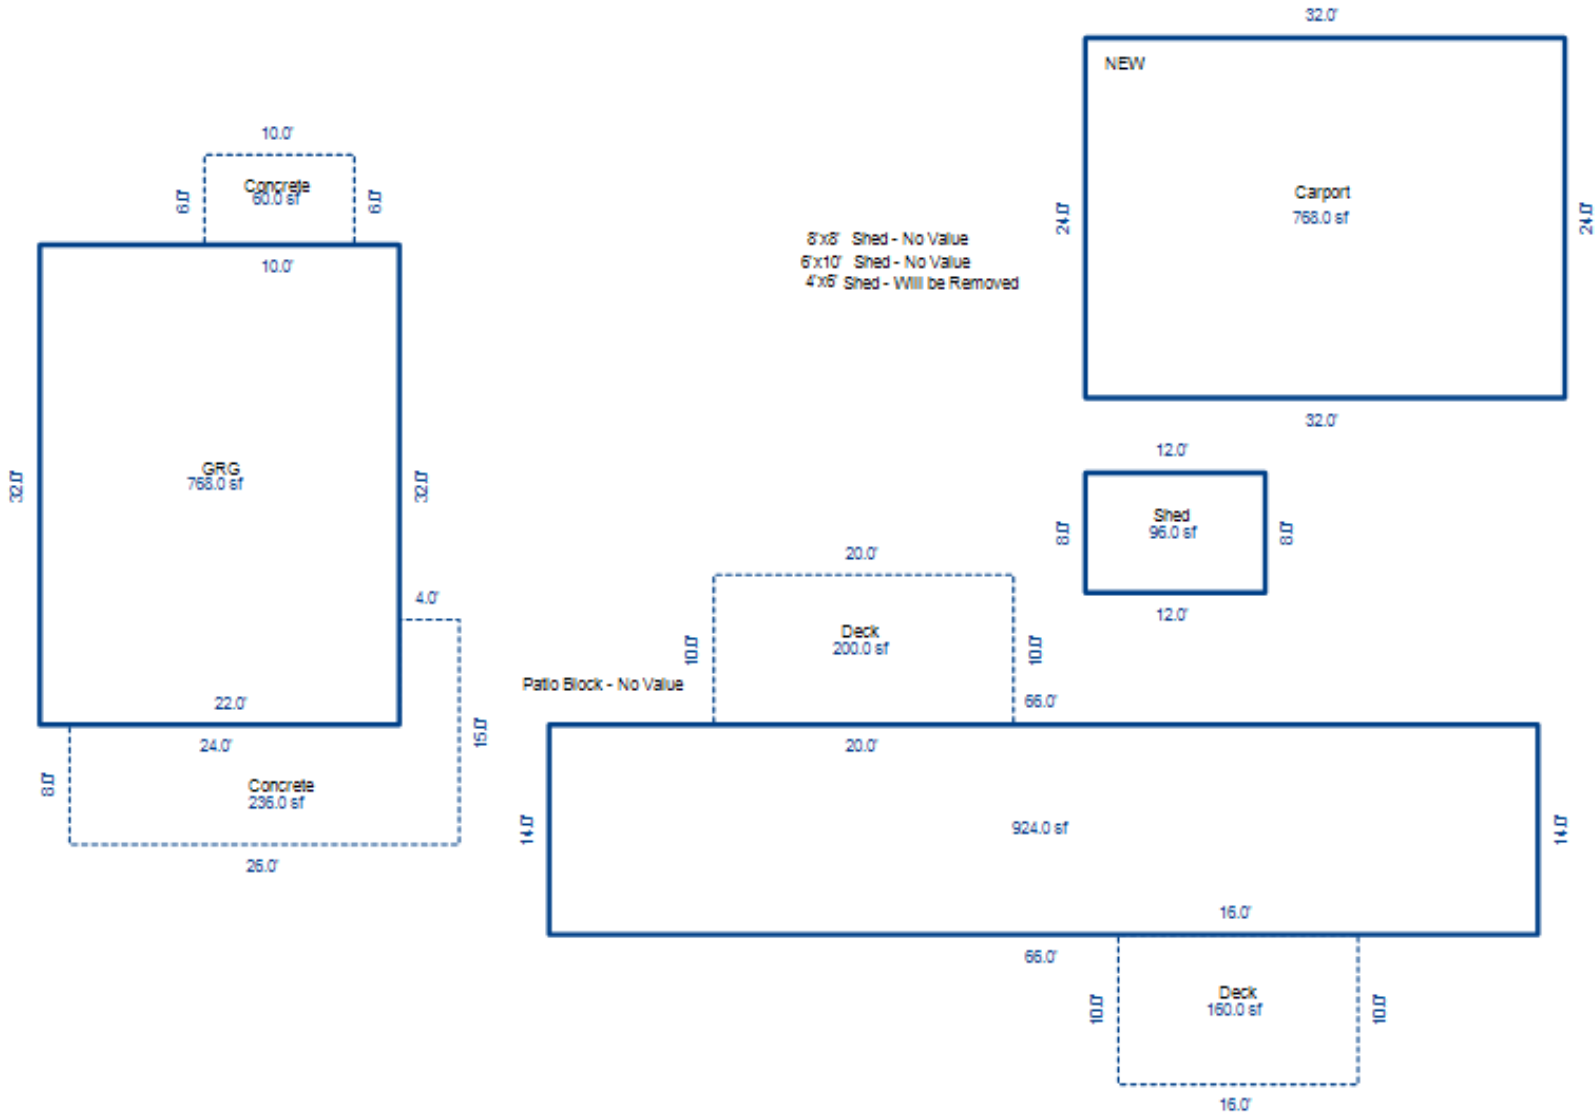 32.0'
NEW
10.0'
Concrete
60.0 sf
6.0'
6.0'
Carport
768.0 sf
24.0'
24.0'
8'x8' Shed - No Value
6'x10' Shed - No Value
4'x6' Shed - Will be Removed
10.0'
32.0'
12.0'
GRG
768.0 sf
32.0'
32.0'
Shed
96.0 sf
8.0'
8.0'
20.0'
4.0'
12.0'
Deck
200.0 sf
10.0'
10.0'
Patio Block - No Value
22.0'
66.0'
15.0'
24.0'
20.0'
8.0'
Concrete
236.0 sf
14.0'
924.0 sf
14.0'
26.0'
16.0'
66.0'
Deck
160.0 sf
10.0'
10.0'
16.0'